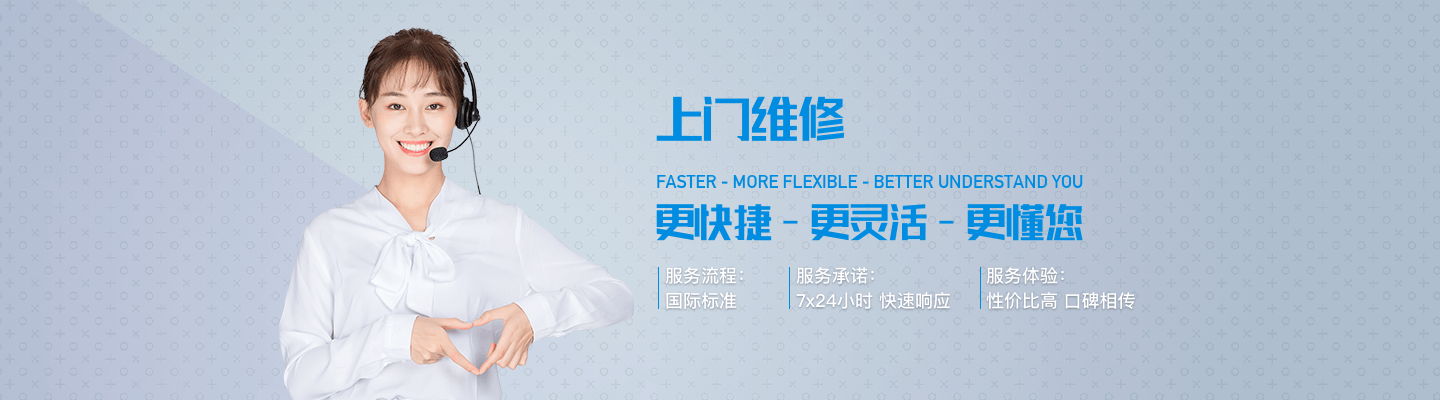 上门维修
FASTER - MORE FLEXIBLE - BETTER UNDERSTAND YOU
更快捷 - 更灵活 - 更懂您
服务流程：
国际标准
服务承诺：
7x24小时 快速响应
服务体验：
性价比高 口碑相传